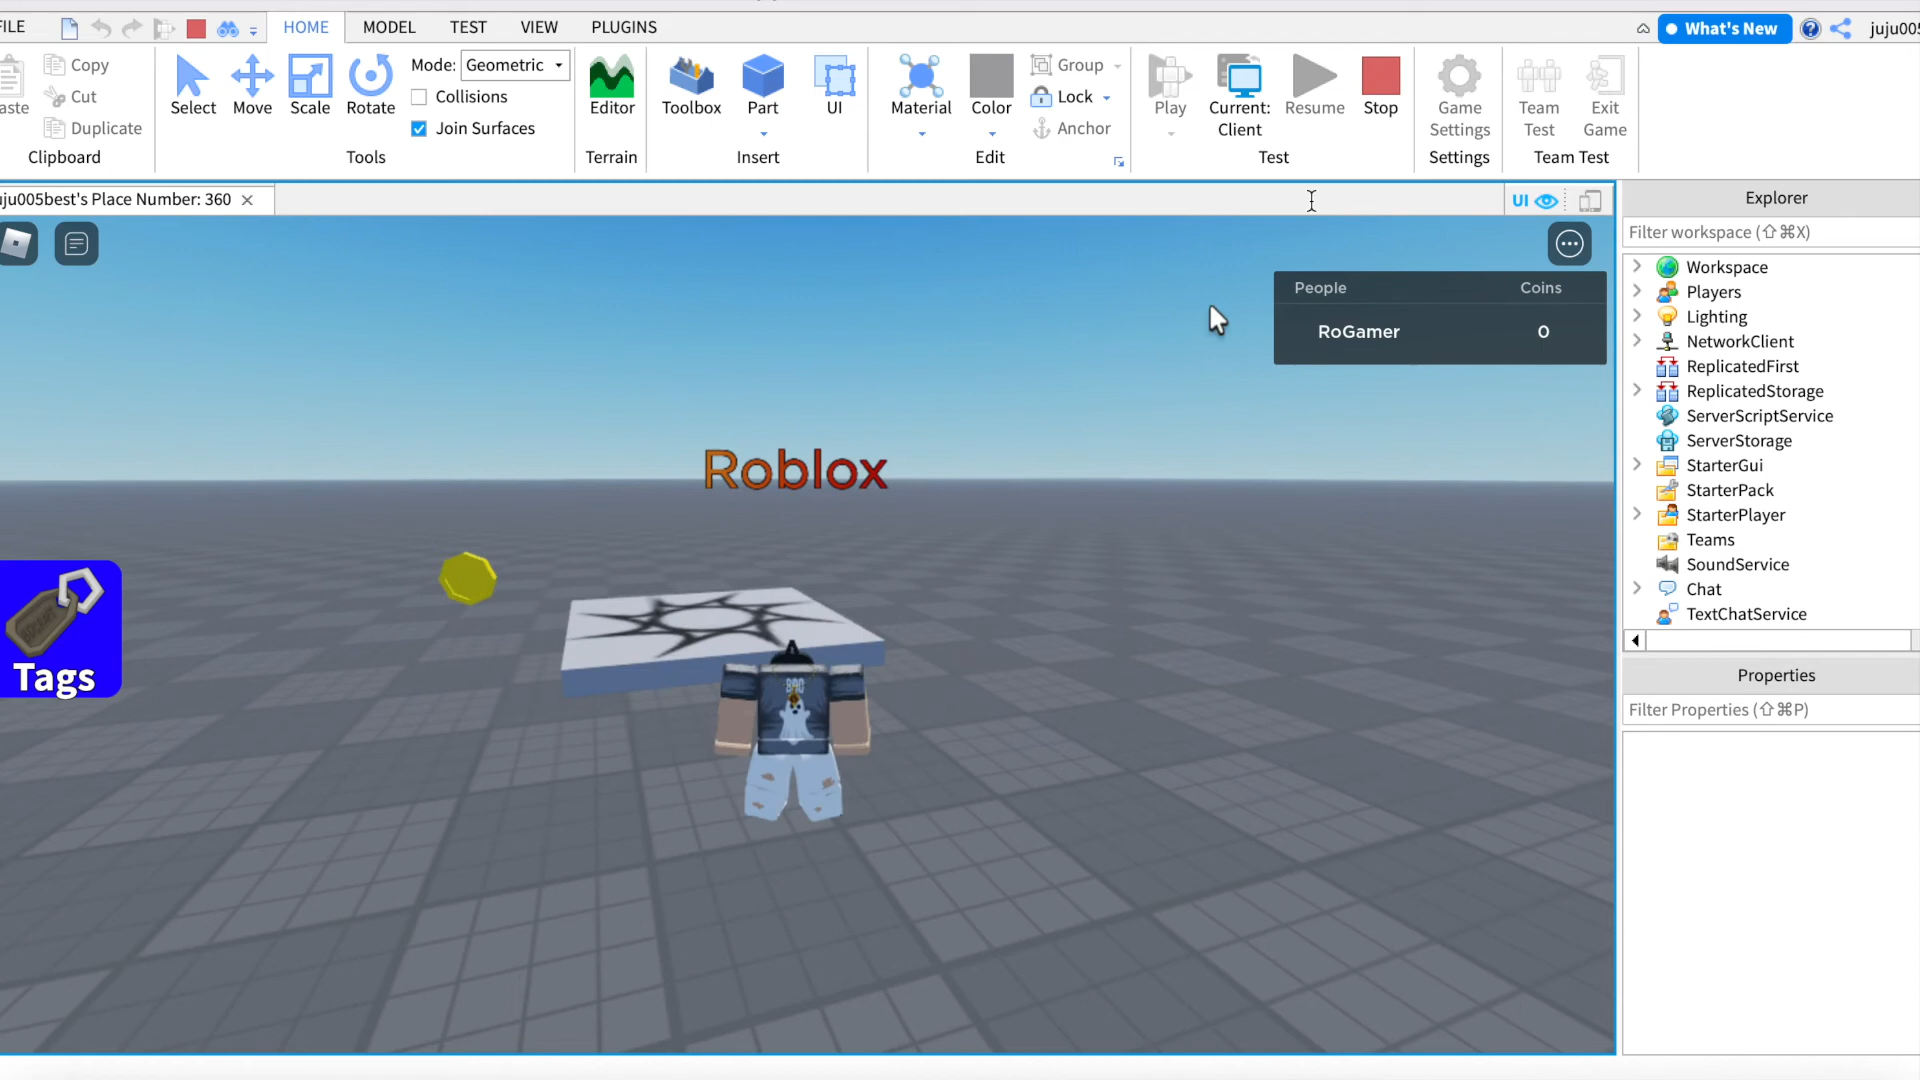 FILE
HOME
MODEL
TEST
VIEW
PLUGINS
What's New
?
juju005
aste
Copy
Cut
Duplicate
Clipboard
Select
Move
Scale
Rotate
Mode: Geometric
Collisions
Join Surfaces
Tools
Editor
Terrain
Toolbox
Part
UI
Insert
Material
Color
Group
Lock
Anchor
Edit
Play
Current:
Client
Resume
Stop
Test
Game
Settings
Settings
Team
Test
Exit
Game
Team Test
juju005best's Place Number: 360
UI
Explorer
Filter workspace (⇧⌘X)
Workspace
Players
Lighting
NetworkClient
ReplicatedFirst
ReplicatedStorage
ServerScriptService
ServerStorage
StarterGui
StarterPack
StarterPlayer
Teams
SoundService
Chat
TextChatService
Properties
Filter Properties (⇧⌘P)
People Coins
RoGamer 0
Roblox
Tags